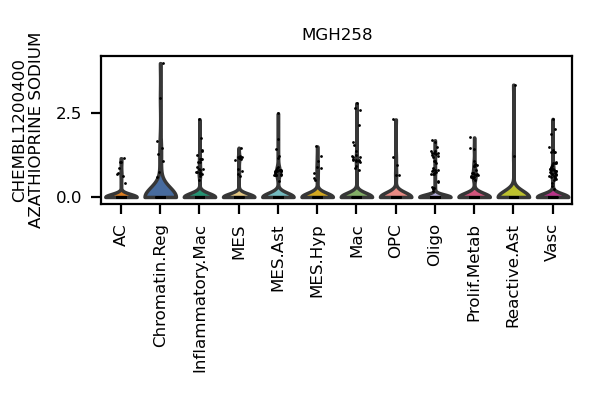 MGH258
CHEMBL1200400
AZATHIOPRINE SODIUM
2.5
0.0
AC
Chromatin.Reg
Inflammatory.Mac
MES
MES.Ast
MES.Hyp
Mac
OPC
Oligo
Prolif.Metab
Reactive.Ast
Vasc